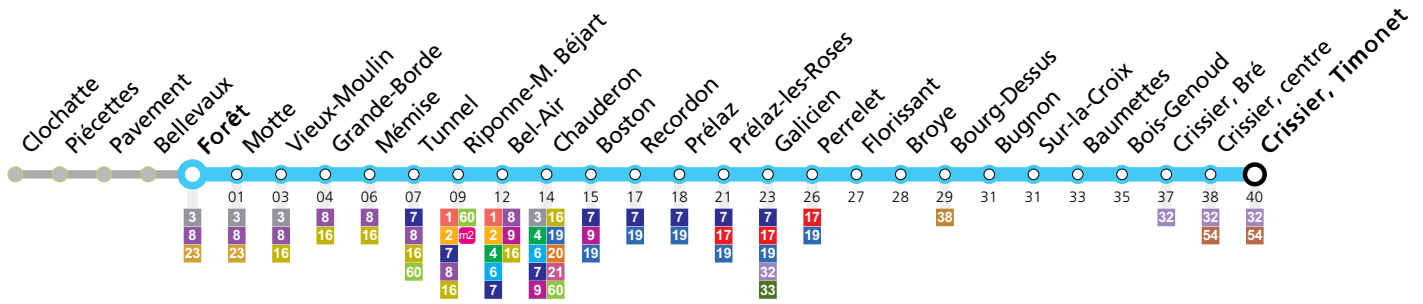 Clochatte
Piécettes
Pavement
Bellevaux
Forêt
Motte
Vieux-Moulin
Grande-Borde
Mémise
Tunnel
Riponne-M. Béjart
Bel-Air
Chauderon
Boston
Recordon
Prélaz
Prélaz-les-Roses
Galicien
Perrelet
Florissant
Broye
Bourg-Dessus
Bugnon
Sur-la-Croix
Baumettes
Bois-Genoud
Crissier, Bré
Crissier, centre
Crissier, Timonet
01 03 04 06 07 09 12 14 15 17 18 21 23 26 27 28 29 31 31 33 35 37 38 40
3 3 3 8 8 7 1 60 1 8 3 16 7 7 7 7 7 17 38 32 32 32
8 8 8 16 16 8 2 m2 2 9 4 19 9 19 19 17 17 19 54 54
23 23 16 16 7 4 16 6 20 19 19 19
60 8 6 7 21 32
16 7 9 60 33